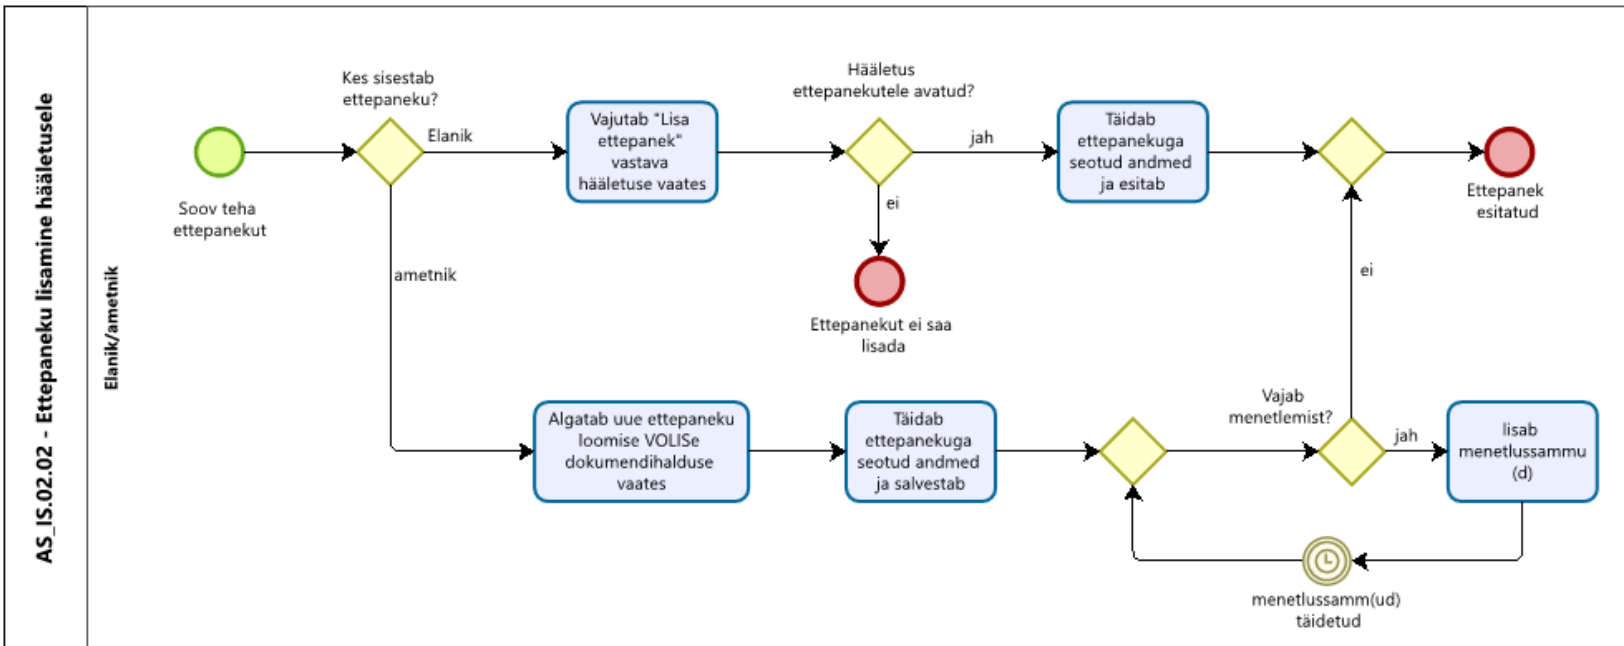 AS_IS.02.02 - Ettepaneku lisamine hääletusele
Elanik/ametnik
Soov teha
ettepanekut
Kes sisestab
ettepaneku?
Elanik
ametnik
Vajutab "Lisa
ettepanek"
vastava
hääletuse vaates
Hääletus
ettepanekutele avatud?
jah
ei
Ettepanekut ei saa
lisada
Täidab
ettepanekuga
seotud andmed
ja esitab
Ettepanek
esitatud
Algatab uue ettepaneku
loomise VOLISe
dokumendihalduse
vaates
Täidab
ettepanekuga
seotud andmed
ja salvestab
Vajab
menetlemist?
ei
jah
lisab
menetlussammu
(d)
menetlussamm(ud)
täidetud